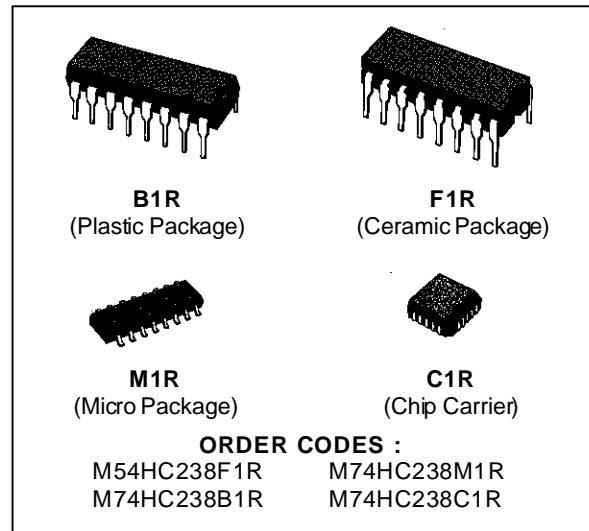 B1R
(Plastic Package)
F1R
(Ceramic Package)
M1R
(Micro Package)
C1R
(Chip Carrier)
ORDER CODES :
M54HC238F1R M74HC238M1R
M74HC238B1R M74HC238C1R